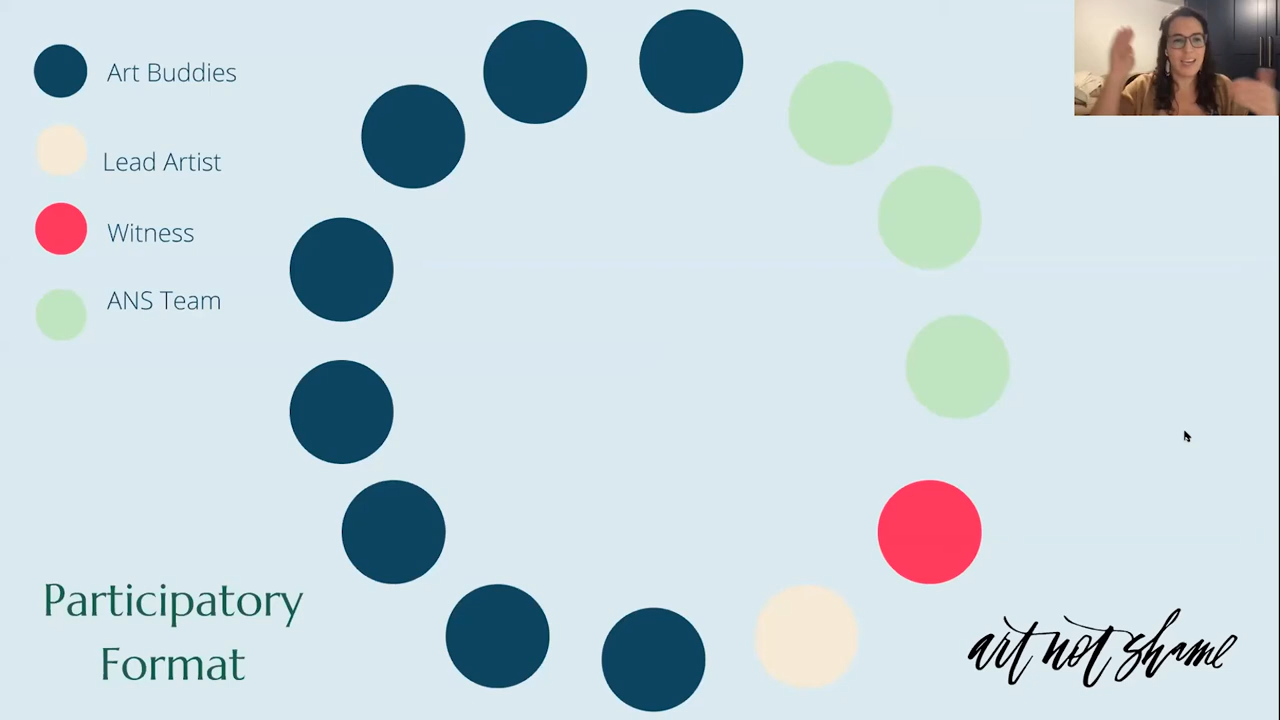 Art Buddies
Lead Artist
Witness
ANS Team
Participatory
Format
art not shame